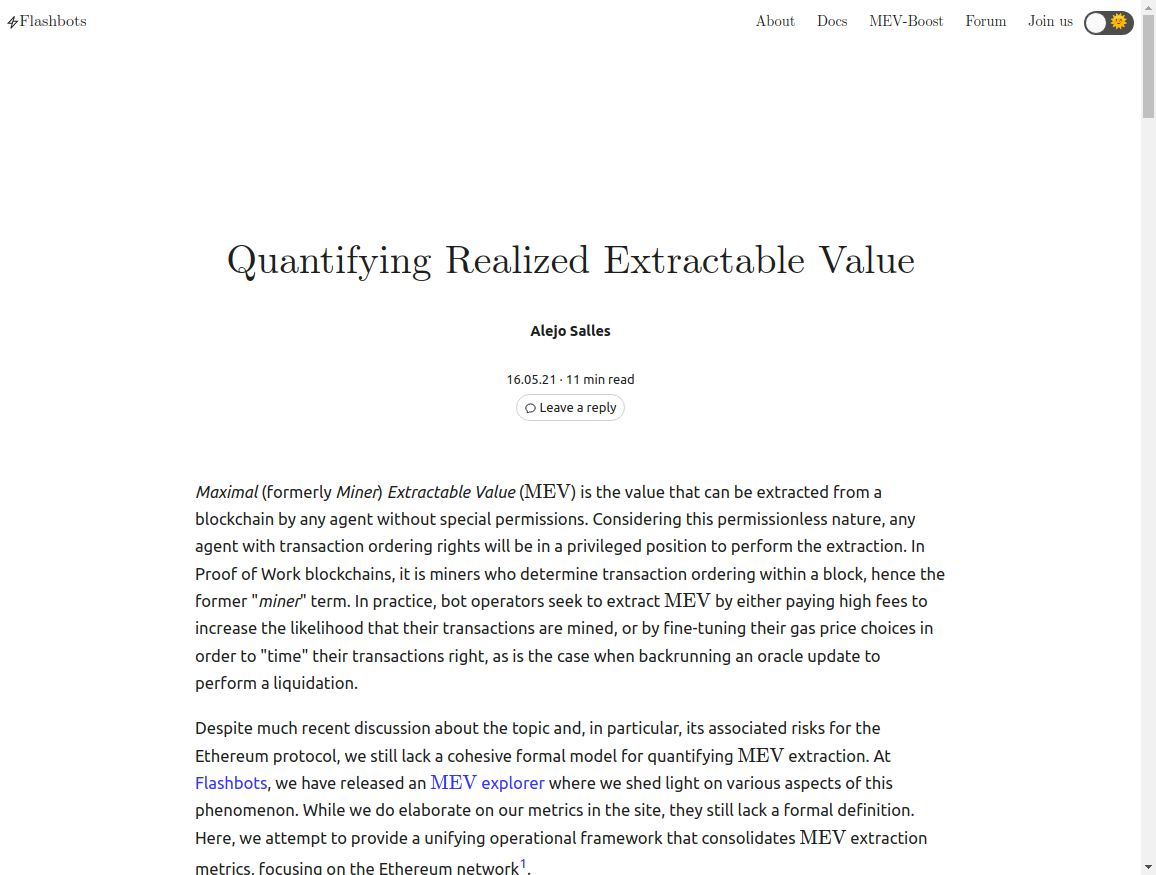 Flashbots
About Docs MEV-Boost Forum Join us
Quantifying Realized Extractable Value
Alejo Salles
16.05.21 · 11 min read
Leave a reply
Maximal (formerly Miner) Extractable Value (MEV) is the value that can be extracted from a
blockchain by any agent without special permissions. Considering this permissionless nature, any
agent with transaction ordering rights will be in a privileged position to perform the extraction. In
Proof of Work blockchains, it is miners who determine transaction ordering within a block, hence the
former "miner" term. In practice, bot operators seek to extract MEV by either paying high fees to
increase the likelihood that their transactions are mined, or by fine-tuning their gas price choices in
order to "time" their transactions right, as is the case when backrunning an oracle update to
perform a liquidation.
Despite much recent discussion about the topic and, in particular, its associated risks for the
Ethereum protocol, we still lack a cohesive formal model for quantifying MEV extraction. At
Flashbots, we have released an MEV explorer where we shed light on various aspects of this
phenomenon. While we do elaborate on our metrics in the site, they still lack a formal definition.
Here, we attempt to provide a unifying operational framework that consolidates MEV extraction
metrics, focusing on the Ethereum network1.